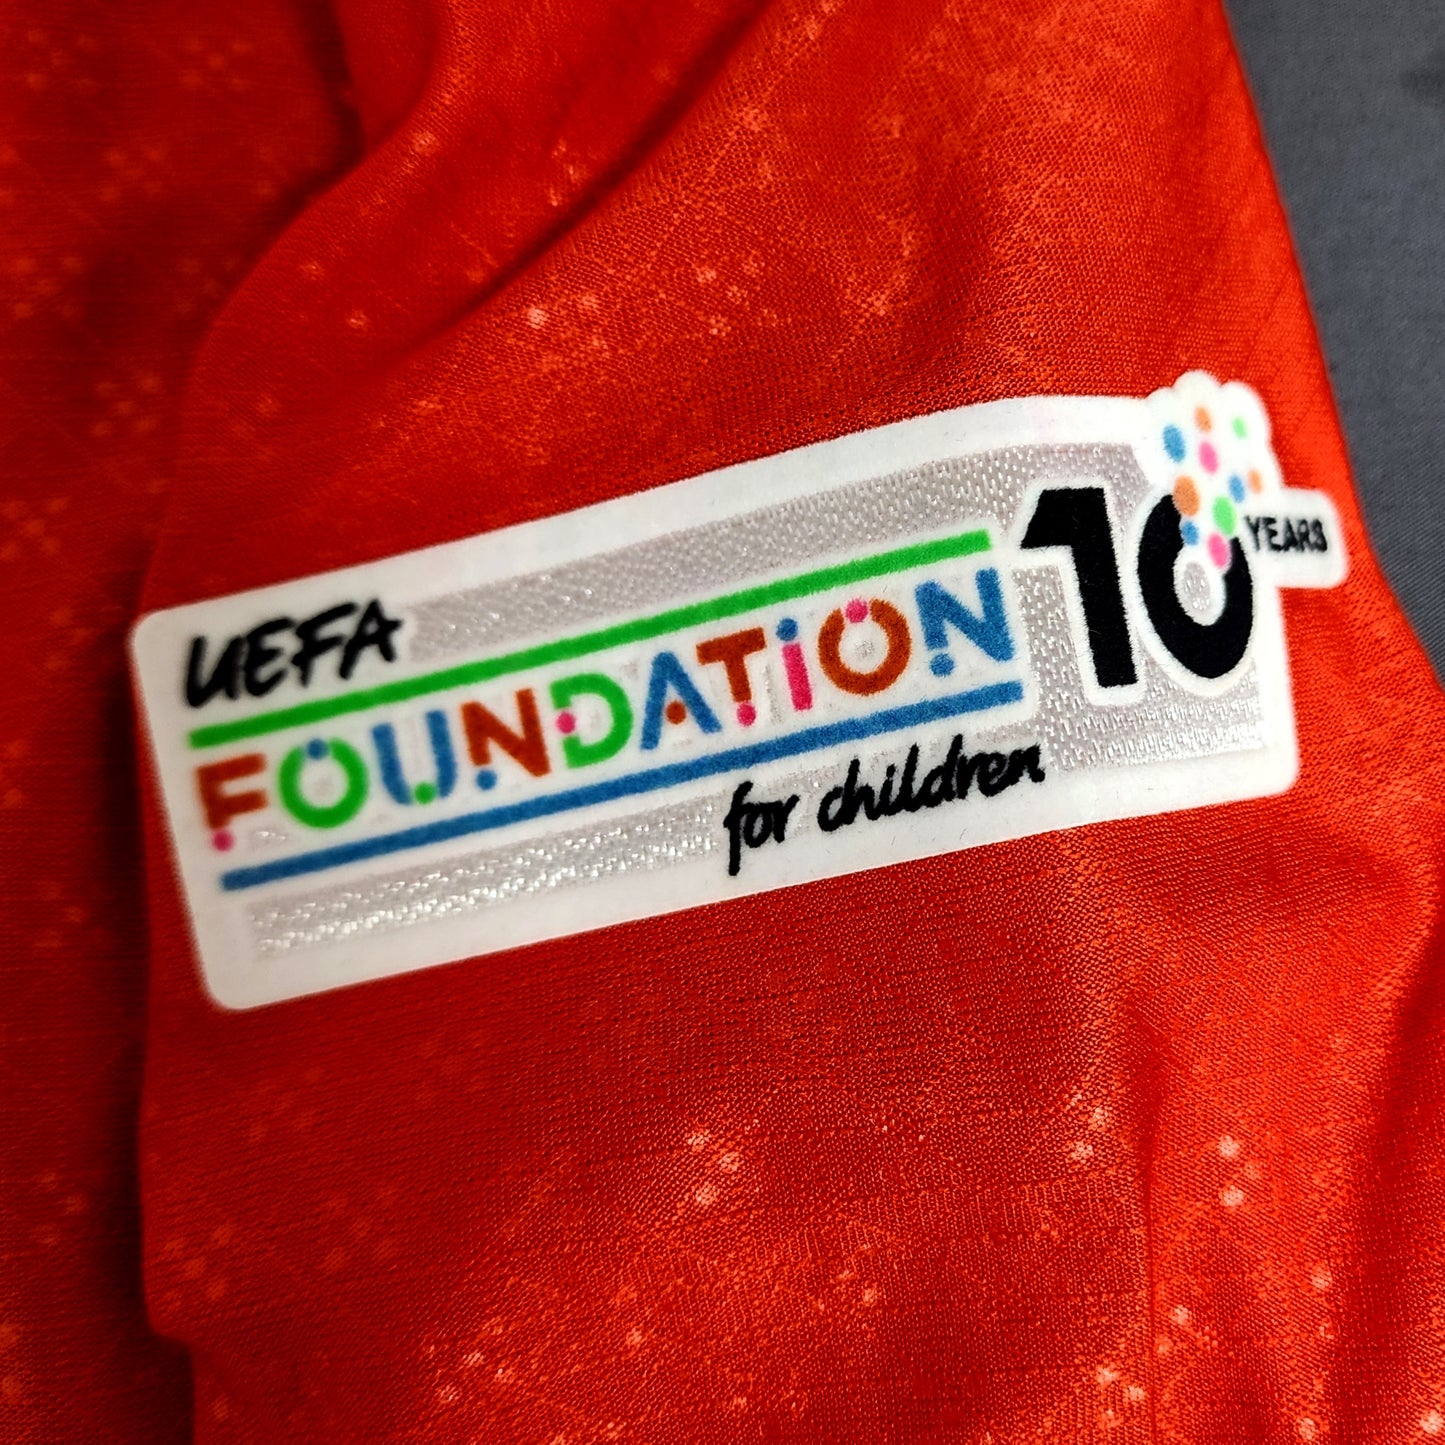 UEFA
FOUNDATION
for children
10 YEARS